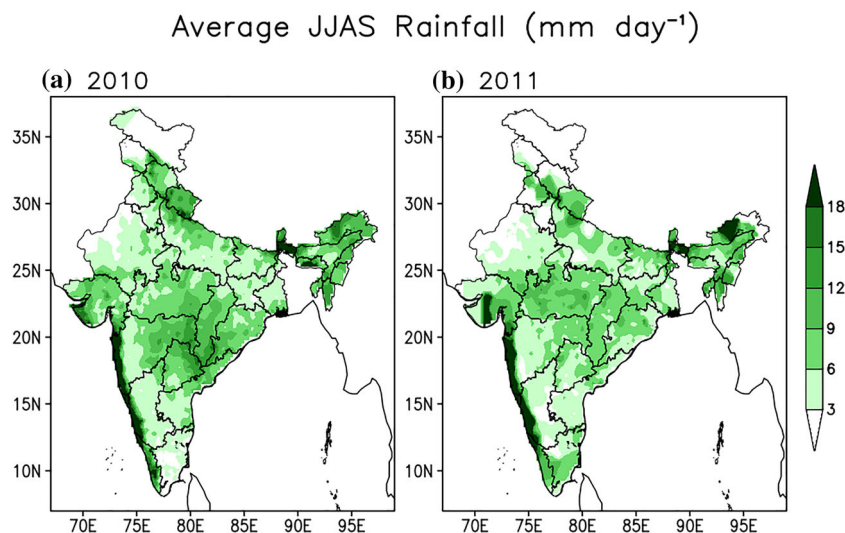 Average JJAS Rainfall (mm day⁻¹)
(a) 2010
(b) 2011
35N
30N
25N
20N
15N
10N
70E 75E 80E 85E 90E 95E
35N
30N
25N
20N
15N
10N
70E 75E 80E 85E 90E 95E
18
15
12
9
6
3